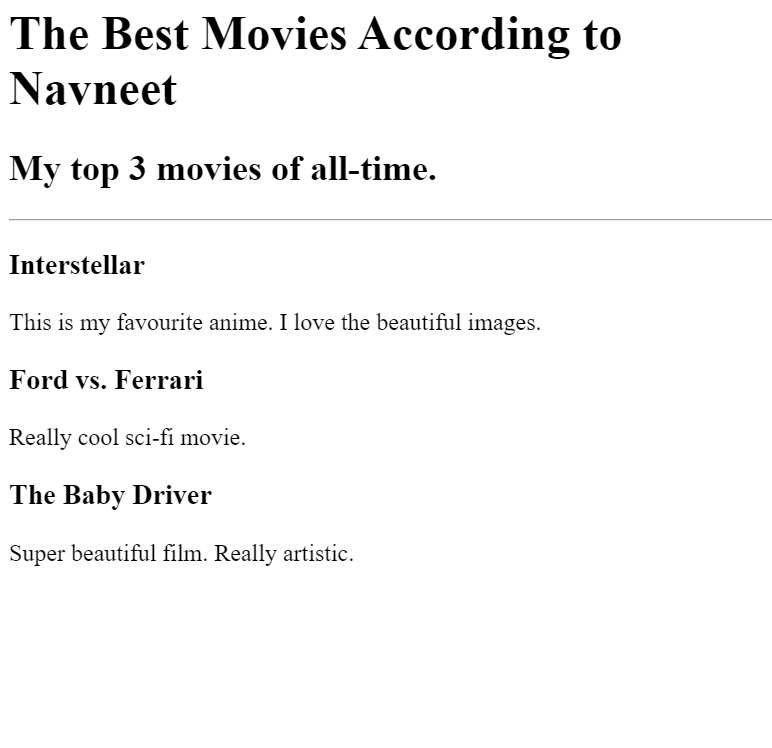 The Best Movies According to
Navneet
My top 3 movies of all-time.
Interstellar
This is my favourite anime. I love the beautiful images.
Ford vs. Ferrari
Really cool sci-fi movie.
The Baby Driver
Super beautiful film. Really artistic.